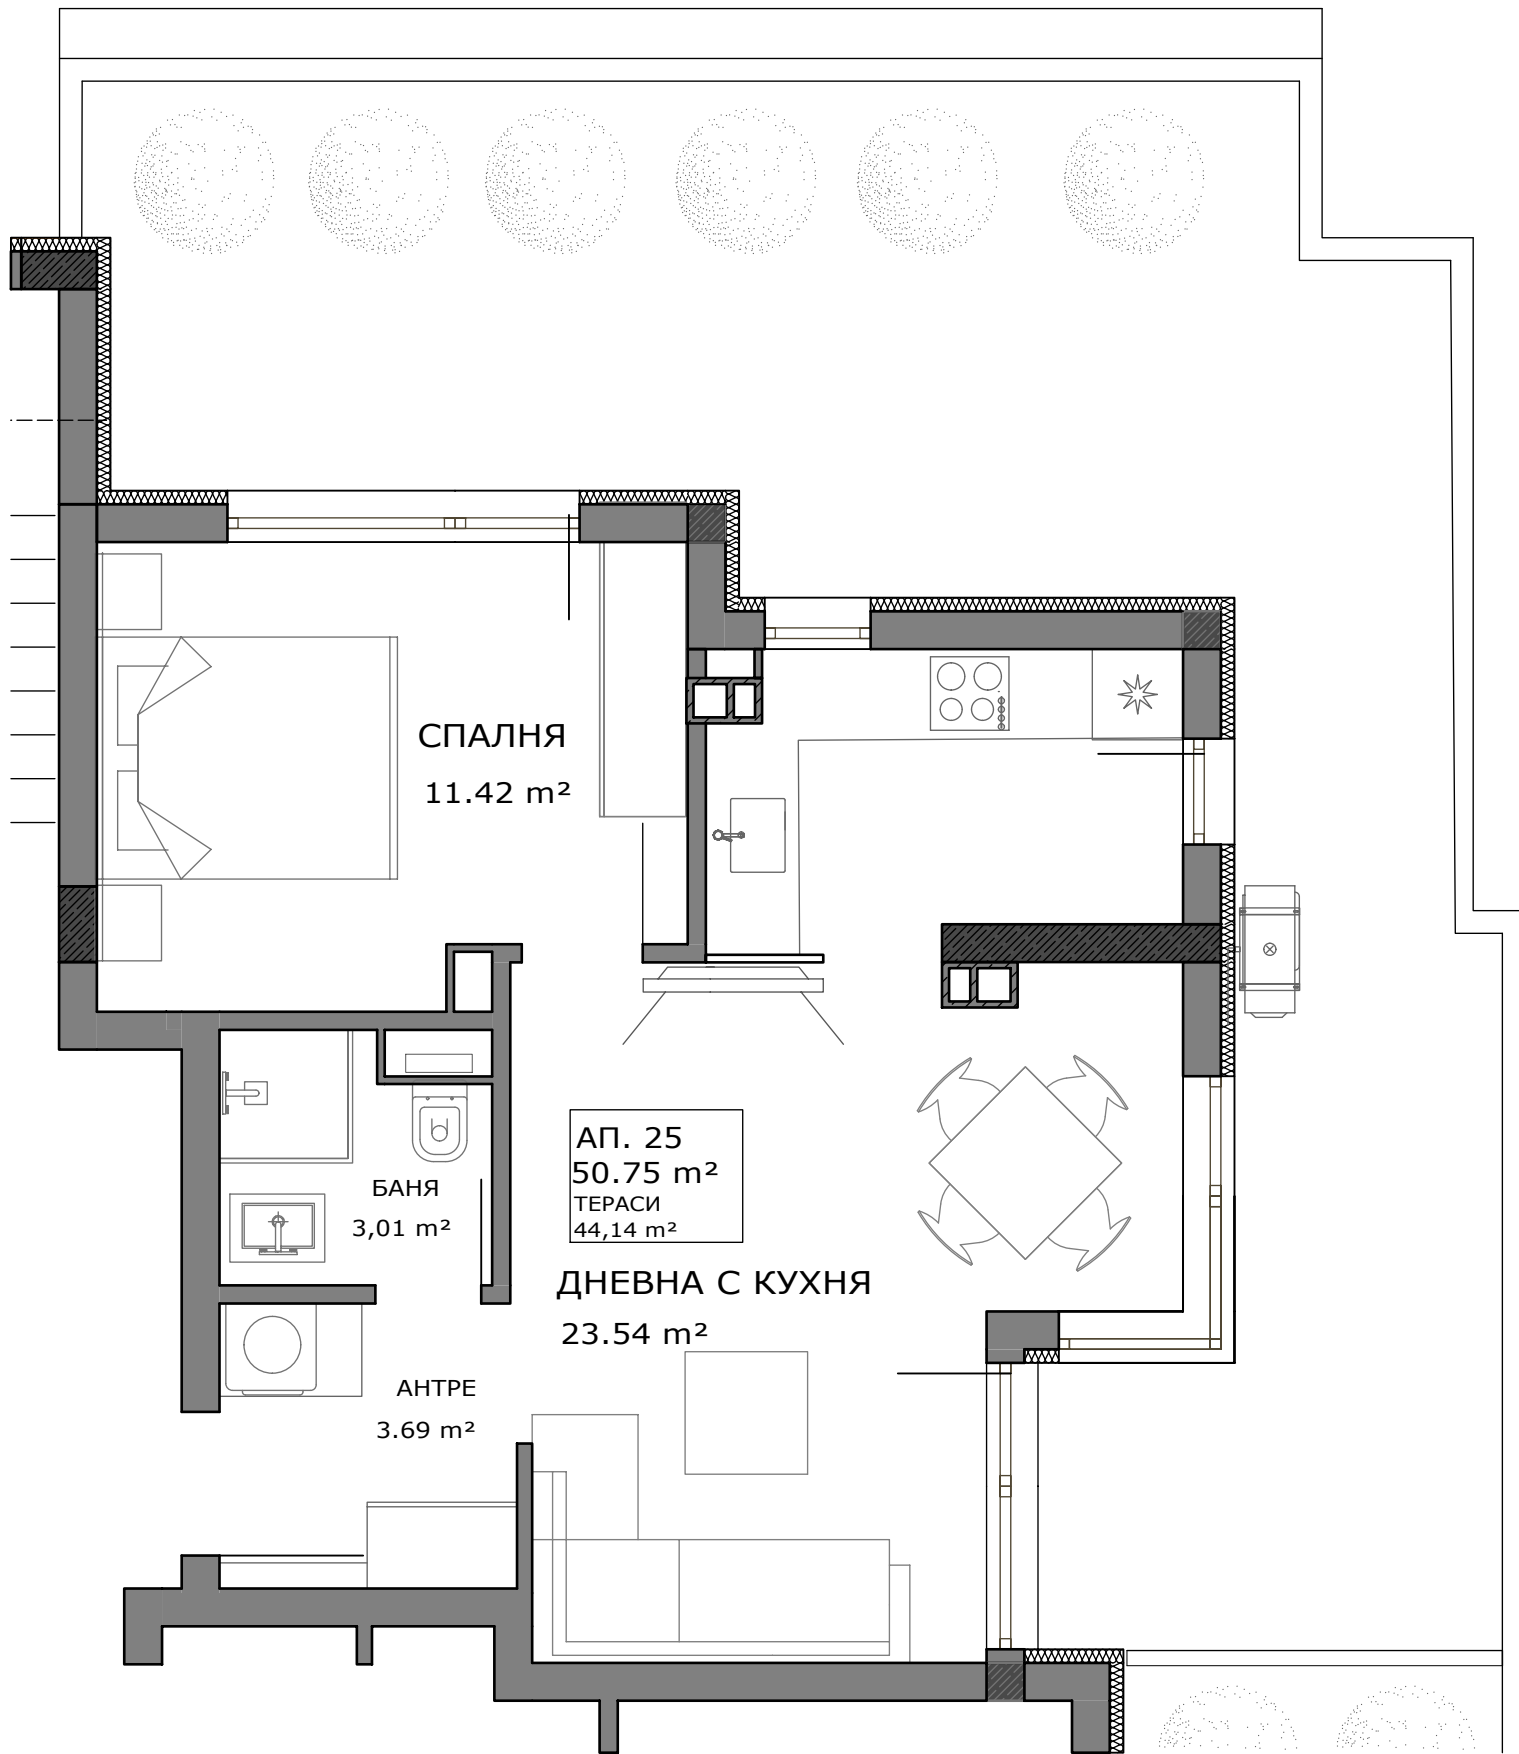 СПАЛНЯ
11.42 m²
АП. 25
50.75 m²
ТЕРАСИ
44,14 m²
БАНЯ
3,01 m²
ДНЕВНА С КУХНЯ
23.54 m²
АНТРЕ
3.69 m²